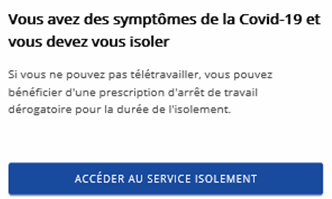 Vous avez des symptômes de la Covid-19 et
vous devez vous isoler
Si vous ne pouvez pas télétravailler, vous pouvez
bénéficier d'une prescription d'arrêt de travail
dérogatoire pour la durée de l'isolement.
ACCÉDER AU SERVICE ISOLEMENT